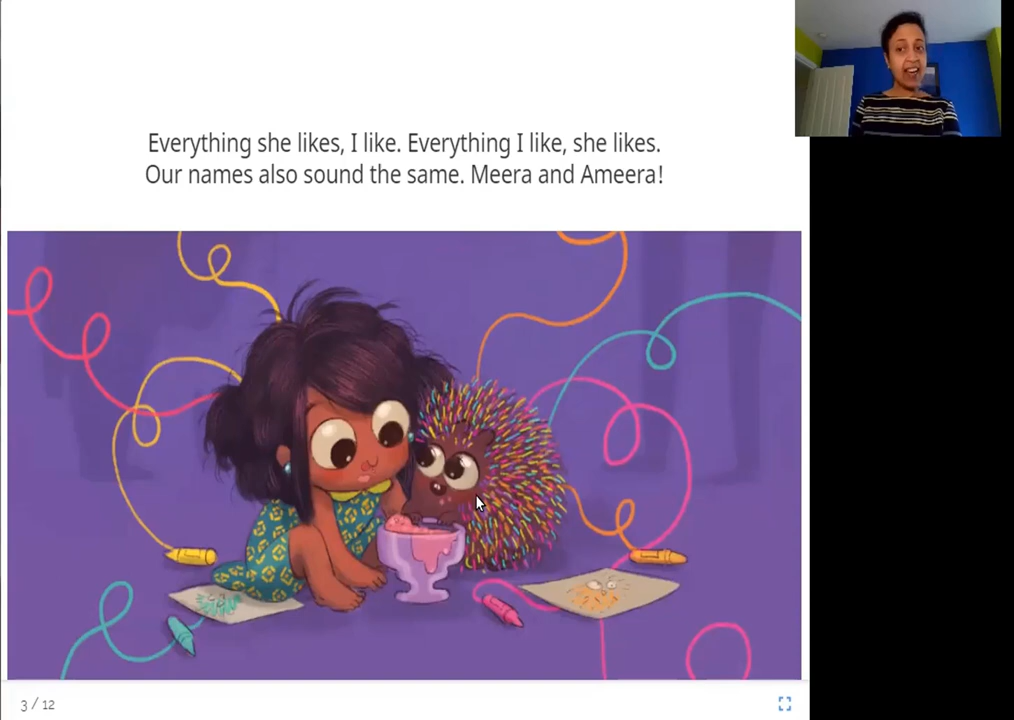 Everything she likes, I like. Everything I like, she likes.
Our names also sound the same. Meera and Ameera!
3 / 12